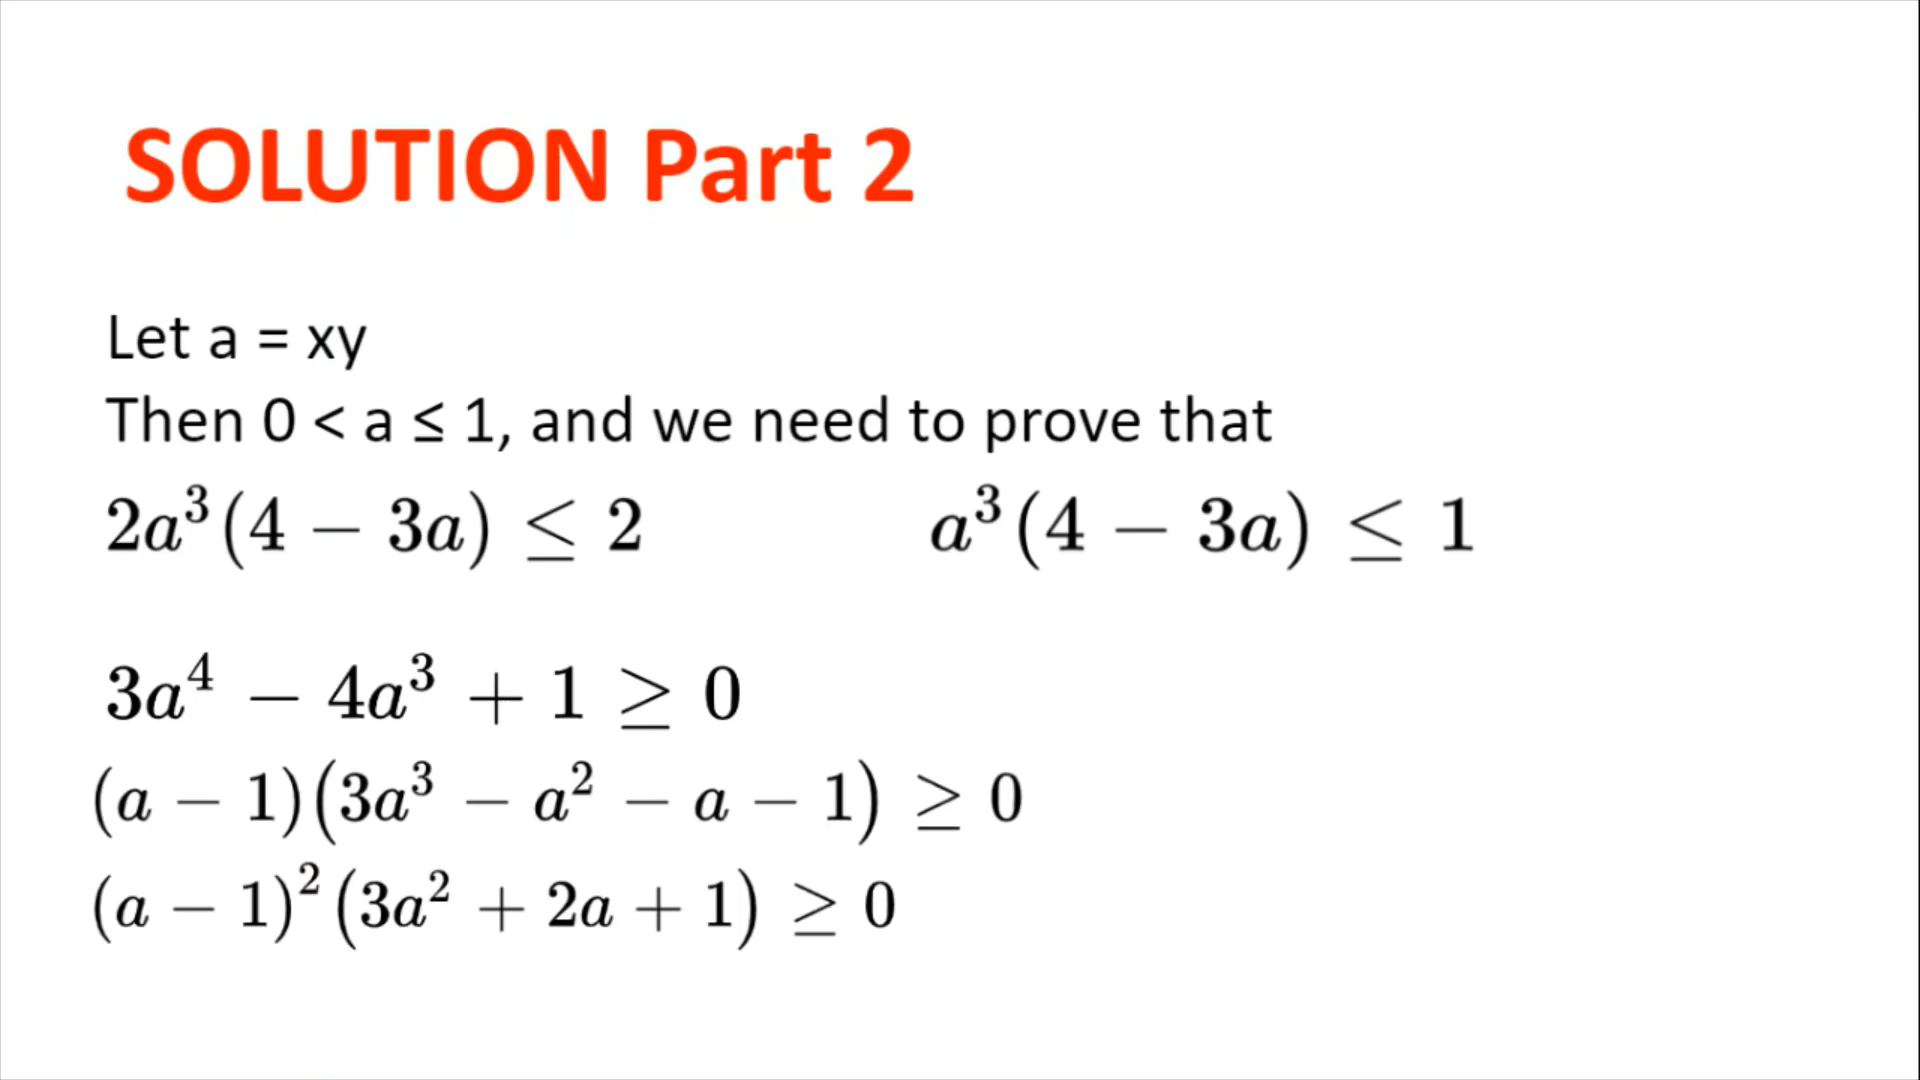 SOLUTION Part 2
Let a = xy
Then 0 < a ≤ 1, and we need to prove that
2a³(4 − 3a) ≤ 2 a³(4 − 3a) ≤ 1
3a⁴ − 4a³ + 1 ≥ 0
(a − 1)(3a³ − a² − a − 1) ≥ 0
(a − 1)²(3a² + 2a + 1) ≥ 0